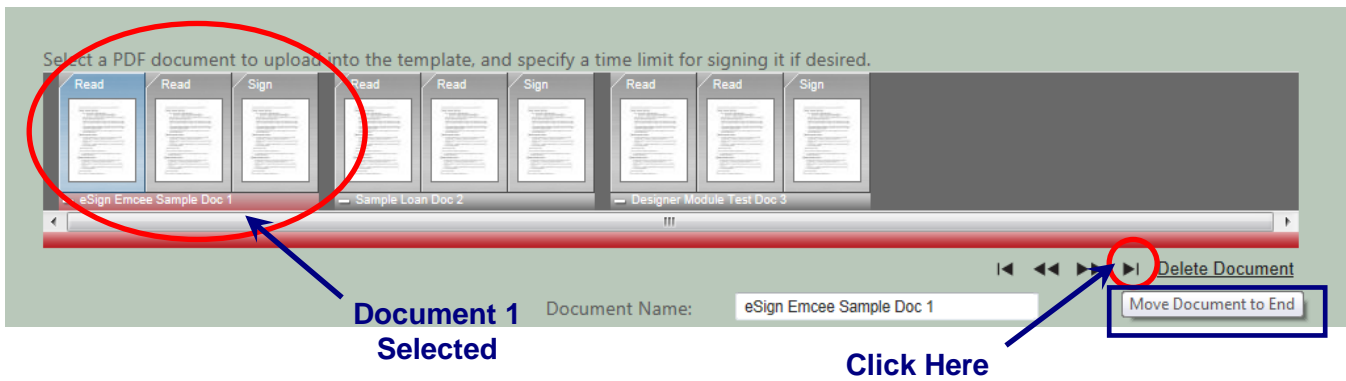 Select a PDF document to upload into the template, and specify a time limit for signing it if desired.
Read Read Sign Read Read Sign Read Read Sign
eSign Emcee Sample Doc 1 Sample Loan Doc 2 Designer Module Test Doc 3
Delete Document
Document Name: eSign Emcee Sample Doc 1 Move Document to End
Document 1
Selected
Click Here